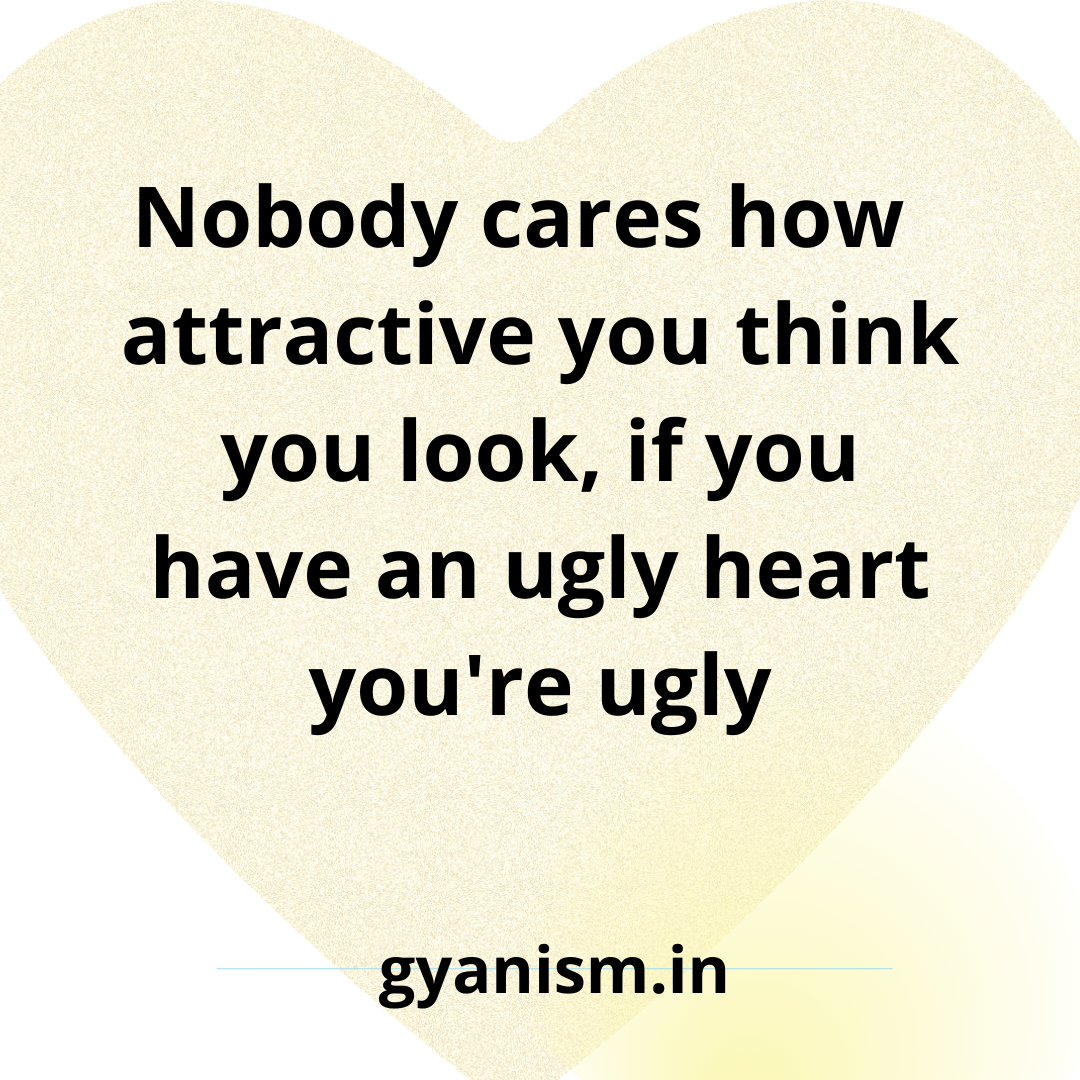 Nobody cares how
attractive you think
you look, if you
have an ugly heart
you're ugly
gyanism.in